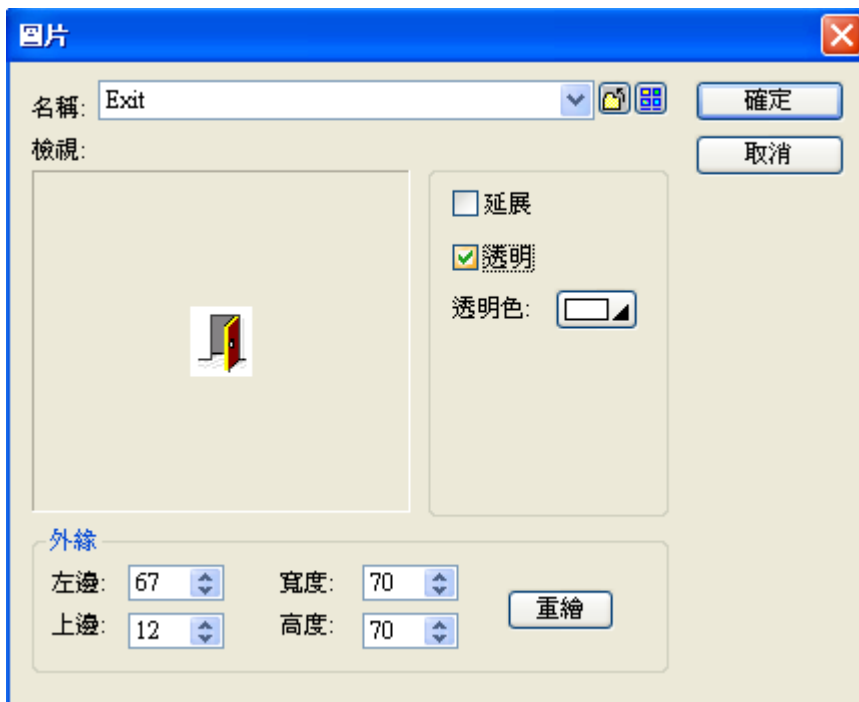 圖片
名稱: Exit
確定
檢視:
取消
延展
透明
透明色:
外緣
左邊: 67 寬度: 70
上邊: 12 高度: 70
重繪